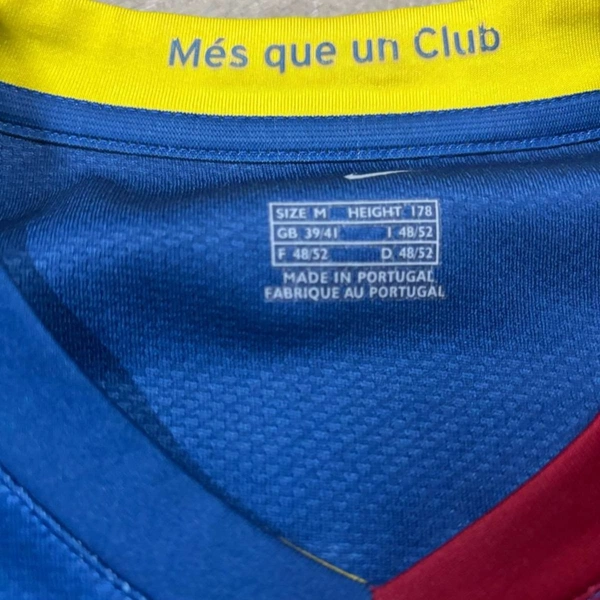 Més que un Club
SIZE M HEIGHT 178
GB 39/41 I 48/52
F 48/52 D 48/52
MADE IN PORTUGAL
FABRIQUE AU PORTUGAL